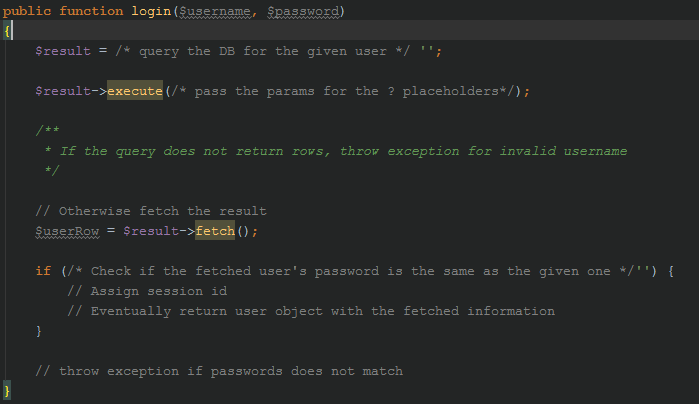 public function login($username, $password)
{
$result = /* query the DB for the given user */ '';
$result->execute(/* pass the params for the ? placeholders*/);
/**
* If the query does not return rows, throw exception for invalid username
*/
// Otherwise fetch the result
$userRow = $result->fetch();
if (/* Check if the fetched user's password is the same as the given one */'') {
// Assign session id
// Eventually return user object with the fetched information
}
// throw exception if passwords does not match
}